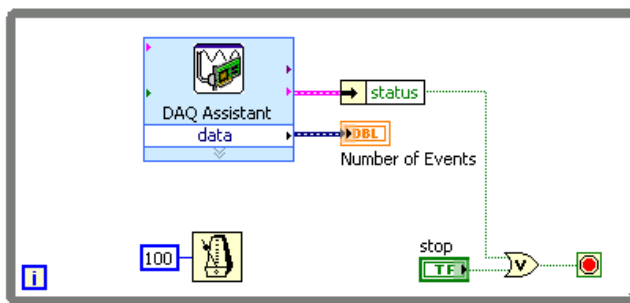 DAQ Assistant
data
status
DBL
Number of Events
100
stop
TF
V
i